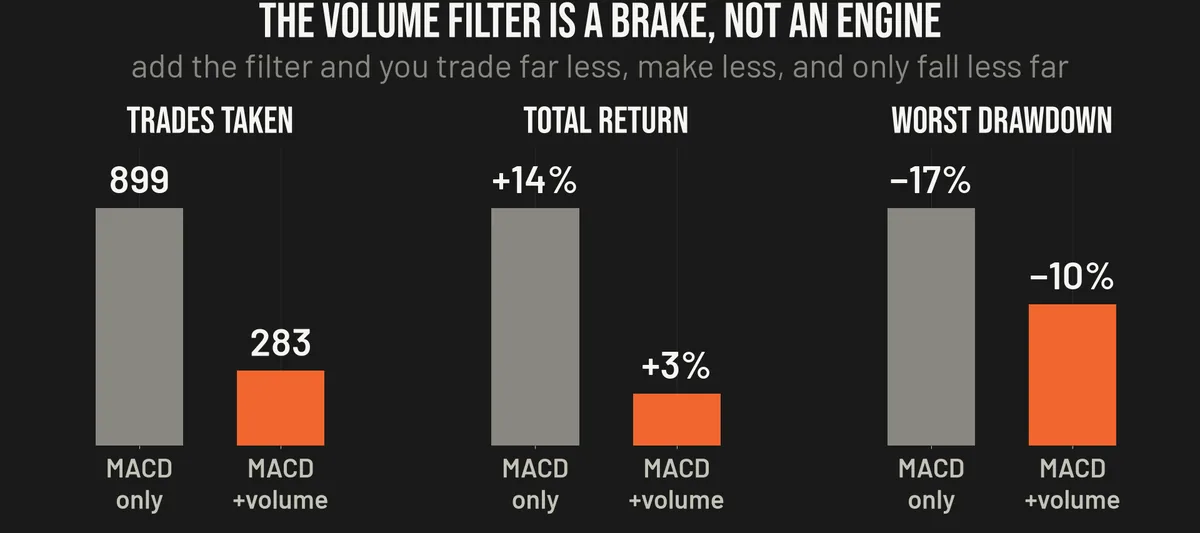 THE VOLUME FILTER IS A BRAKE, NOT AN ENGINE
add the filter and you trade far less, make less, and only fall less far
TRADES TAKEN
899
283
MACD
only
MACD
+volume
TOTAL RETURN
+14%
+3%
MACD
only
MACD
+volume
WORST DRAWDOWN
−17%
−10%
MACD
only
MACD
+volume